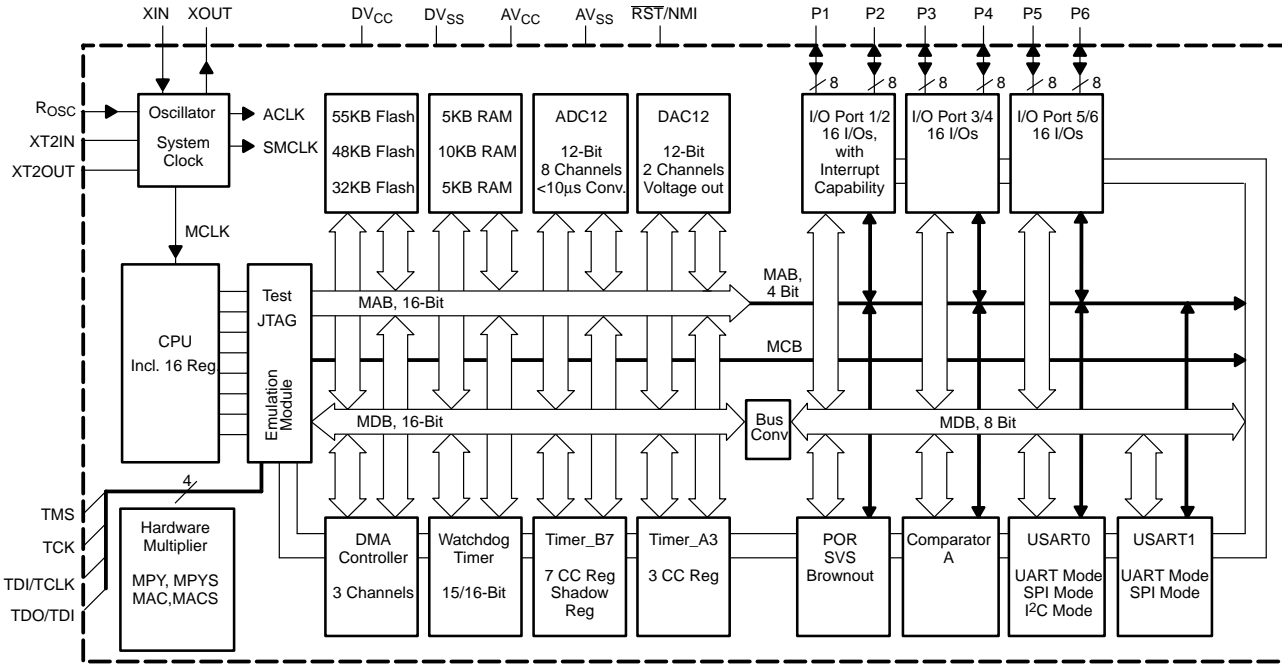 XIN XOUT DVCC DVSS AVCC AVSS RST/NMI P1 P2 P3 P4 P5 P6
8 8 8 8 8 8
ROSC
XT2IN
XT2OUT
Oscillator
System
Clock
ACLK
SMCLK
MCLK
55KB Flash
48KB Flash
32KB Flash
5KB RAM
10KB RAM
5KB RAM
ADC12
12-Bit
8 Channels
<10μs Conv.
DAC12
12-Bit
2 Channels
Voltage out
I/O Port 1/2
16 I/Os,
with
Interrupt
Capability
I/O Port 3/4
16 I/Os
I/O Port 5/6
16 I/Os
CPU
Incl. 16 Reg.
Test
JTAG
Emulation
Module
MAB, 16-Bit
MAB,
4 Bit
MCB
MDB, 16-Bit
Bus
Conv
MDB, 8 Bit
4
TMS
TCK
TDI/TCLK
TDO/TDI
Hardware
Multiplier
MPY, MPYS
MAC,MACS
DMA
Controller
3 Channels
Watchdog
Timer
15/16-Bit
Timer_B7
7 CC Reg
Shadow
Reg
Timer_A3
3 CC Reg
POR
SVS
Brownout
Comparator
A
USART0
UART Mode
SPI Mode
I²C Mode
USART1
UART Mode
SPI Mode